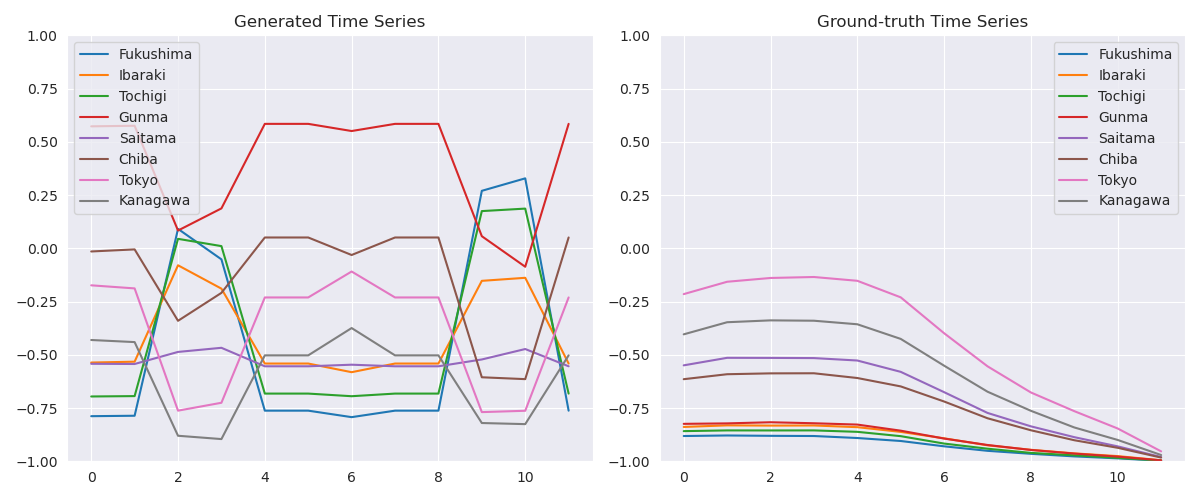 Generated Time Series
1.00
0.75
0.50
0.25
0.00
−0.25
−0.50
−0.75
−1.00
0 2 4 6 8 10
Fukushima
Ibaraki
Tochigi
Gunma
Saitama
Chiba
Tokyo
Kanagawa
Ground-truth Time Series
1.00
0.75
0.50
0.25
0.00
−0.25
−0.50
−0.75
−1.00
0 2 4 6 8 10
Fukushima
Ibaraki
Tochigi
Gunma
Saitama
Chiba
Tokyo
Kanagawa